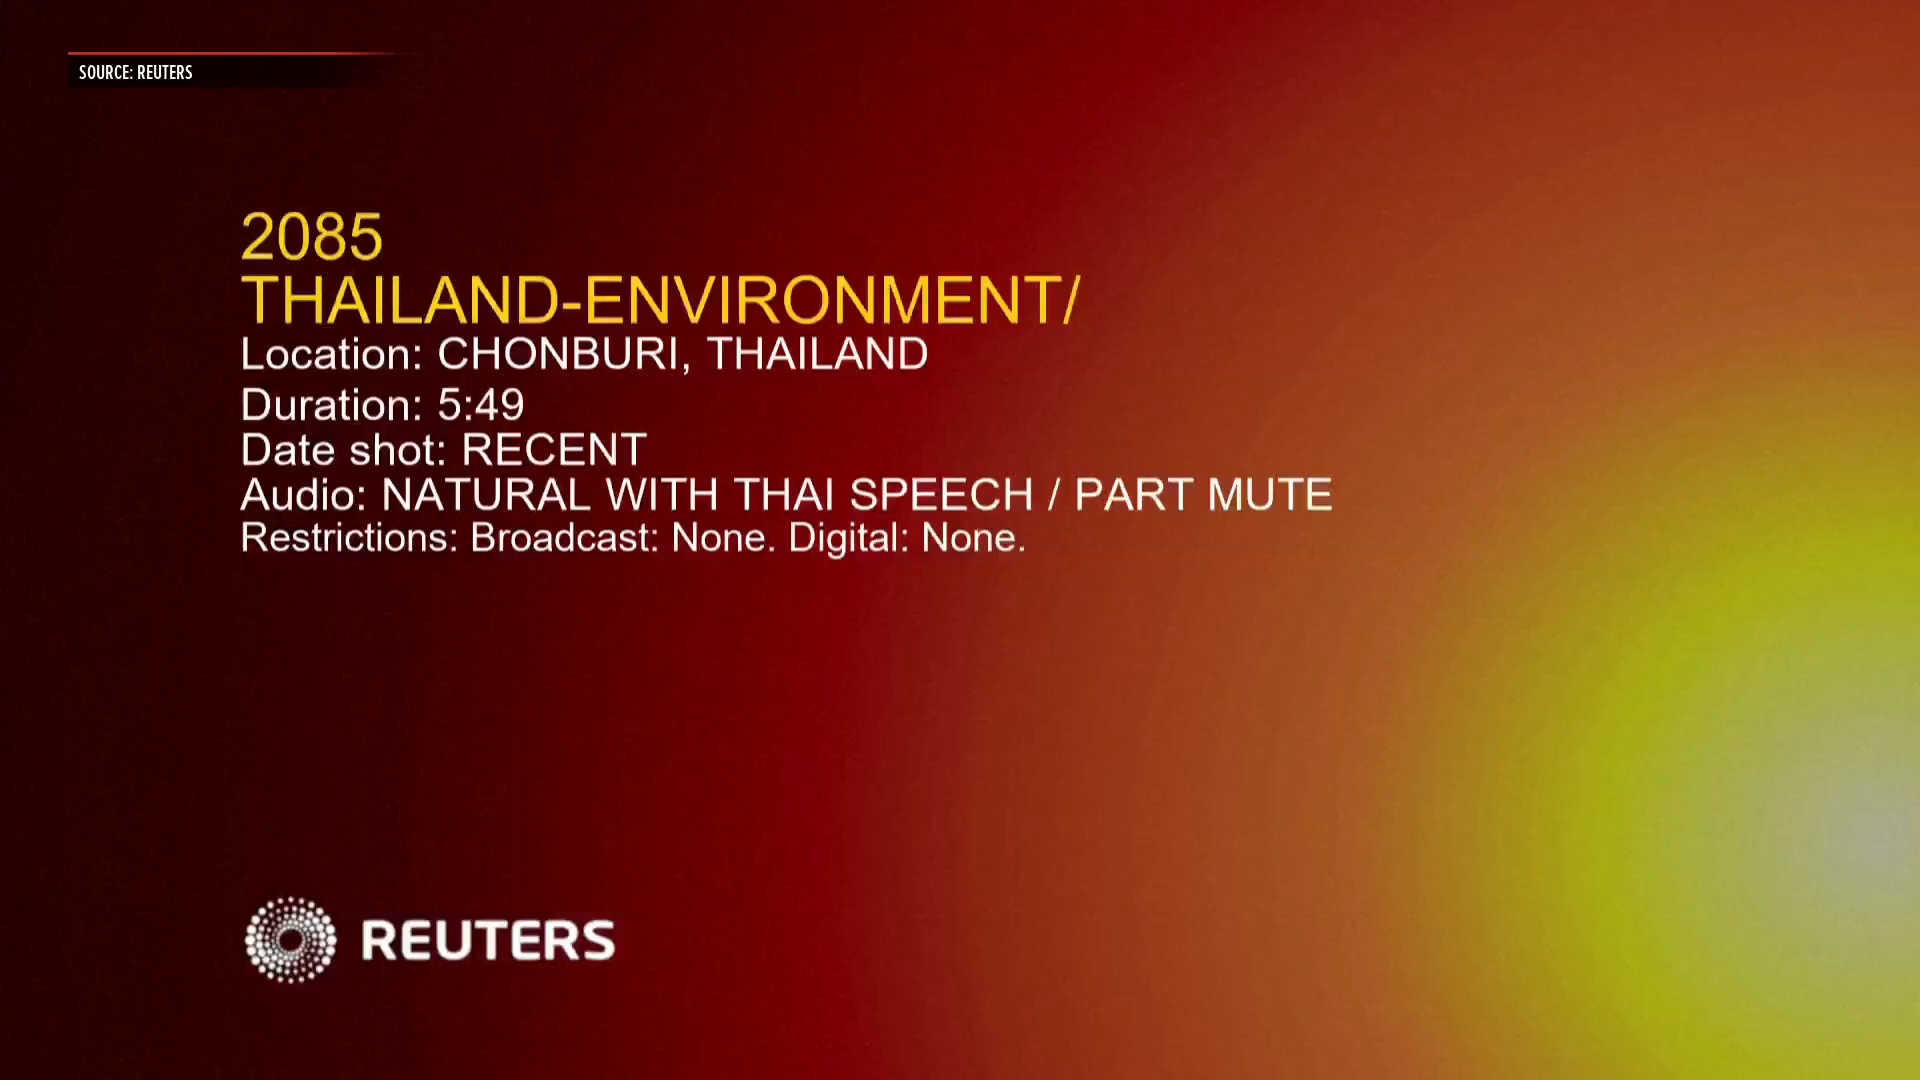 SOURCE: REUTERS
2085
THAILAND-ENVIRONMENT/
Location: CHONBURI, THAILAND
Duration: 5:49
Date shot: RECENT
Audio: NATURAL WITH THAI SPEECH / PART MUTE
Restrictions: Broadcast: None. Digital: None.
REUTERS